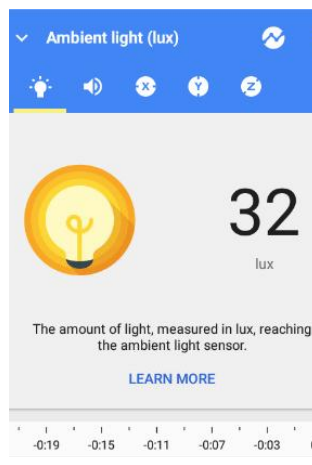 Ambient light (lux)
X Y Z
32
lux
The amount of light, measured in lux, reaching
the ambient light sensor.
LEARN MORE
-0:19 -0:15 -0:11 -0:07 -0:03